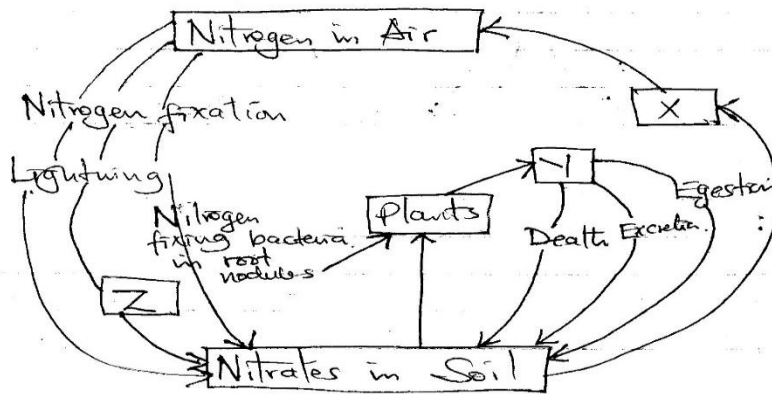 Nitrogen in Air
X
Nitrogen fixation
Lightning
Y
Egestion
Plants
Nitrogen
fixing bacteria
in root
nodules
Death Excretion
Z
Nitrates in Soil